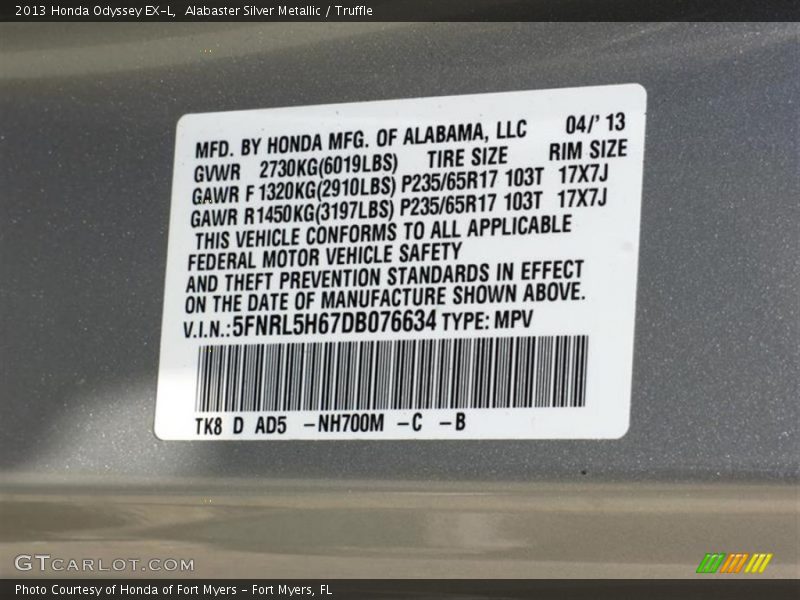 2013 Honda Odyssey EX-L, Alabaster Silver Metallic / Truffle
MFD. BY HONDA MFG. OF ALABAMA, LLC 04/' 13
GVWR 2730KG(6019LBS) TIRE SIZE RIM SIZE
GAWR F 1320KG(2910LBS) P235/65R17 103T 17X7J
GAWR R1450KG(3197LBS) P235/65R17 103T 17X7J
THIS VEHICLE CONFORMS TO ALL APPLICABLE
FEDERAL MOTOR VEHICLE SAFETY
AND THEFT PREVENTION STANDARDS IN EFFECT
ON THE DATE OF MANUFACTURE SHOWN ABOVE.
V.I.N.:5FNRL5H67DB076634 TYPE: MPV
TK8 D AD5 -NH700M -C -B
GTCARLOT.COM
Photo Courtesy of Honda of Fort Myers - Fort Myers, FL